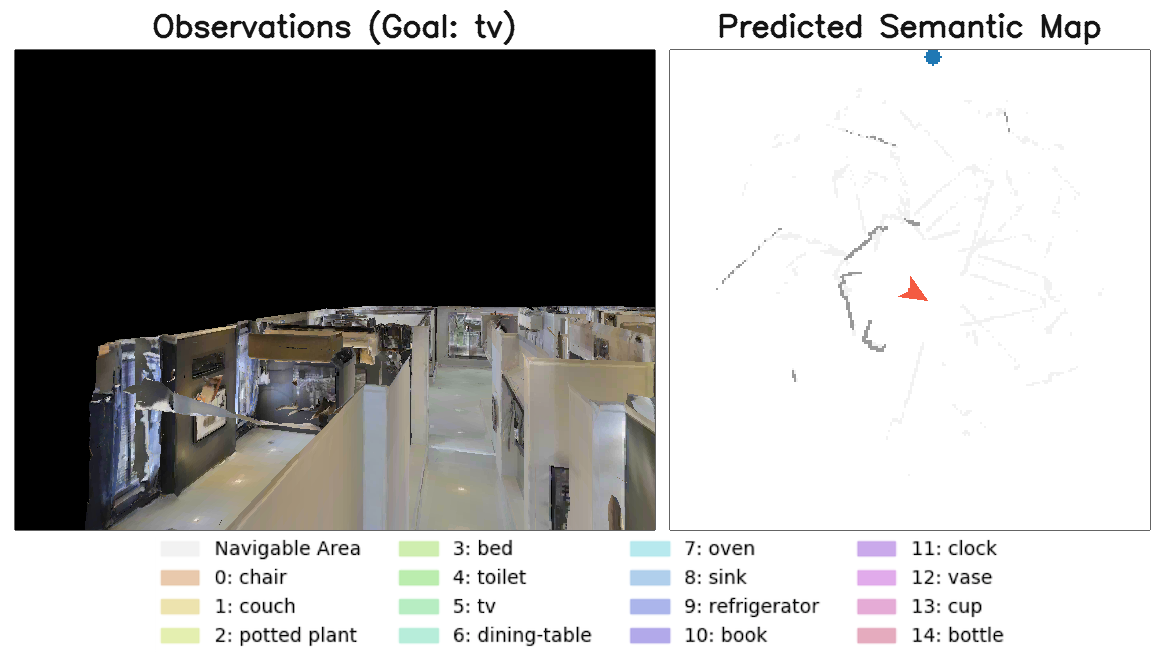 Observations (Goal: tv)
Predicted Semantic Map
Navigable Area
0: chair
1: couch
2: potted plant
3: bed
4: toilet
5: tv
6: dining-table
7: oven
8: sink
9: refrigerator
10: book
11: clock
12: vase
13: cup
14: bottle